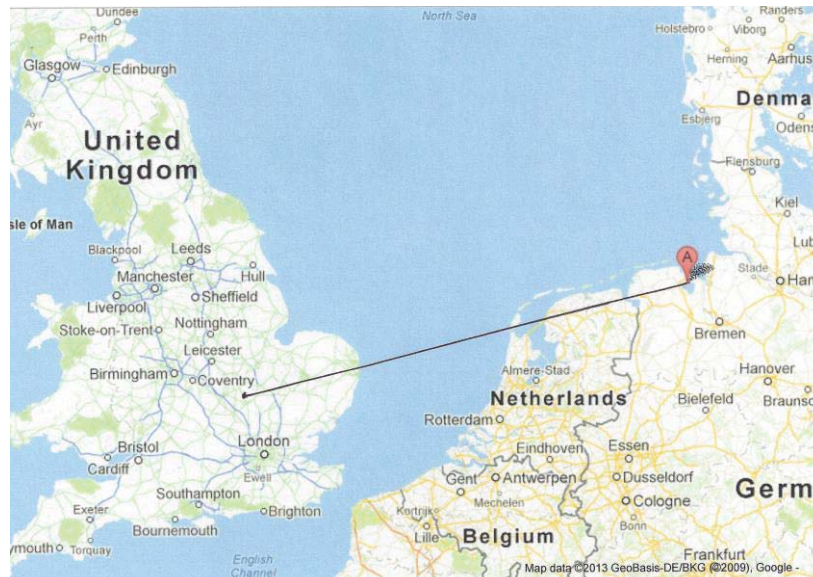 Dundee
North Sea
Holstebro
Randers
Viborg
Perth
Glasgow
Edinburgh
Herning
Aarhus
Denma
Ayr
Esbjerg
Odens
United
Kingdom
Flensburg
sle of Man
Kiel
Blackpool
Leeds
Hull
Lub
A
Manchester
Stade
Ham
Liverpool
Sheffield
Stoke-on-Trent
Nottingham
Bremen
Leicester
Birmingham
Coventry
Almere-Stad
Hanover
Netherlands
Bielefeld
Braunsc
Rotterdam
London
Bristol
Eindhoven
Essen
Cardiff
Ewell
Gent
Antwerpen
Dusseldorf
Southampton
Mechelen
Germ
Exeter
Brighton
Kortrijk
Cologne
Bournemouth
Lille
Bonn
ymouth
Torquay
Belgium
English
Channel
Frankfurt
Map data ©2013 GeoBasis-DE/BKG (©2009), Google -